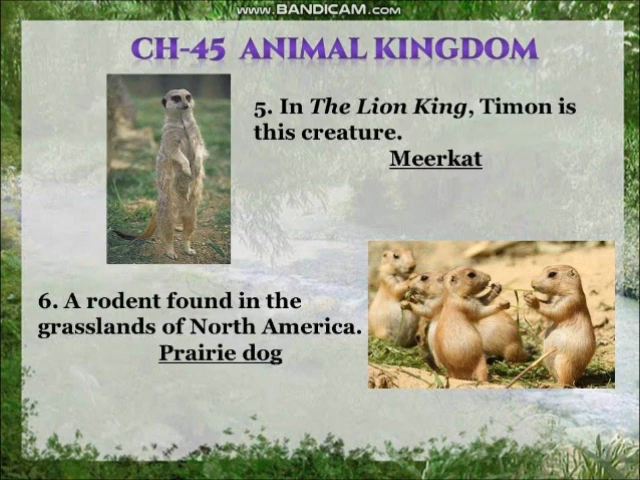 www.BANDICAM.com
CH-45 ANIMAL KINGDOM
5. In The Lion King, Timon is
this creature.
Meerkat
6. A rodent found in the
grasslands of North America.
Prairie dog